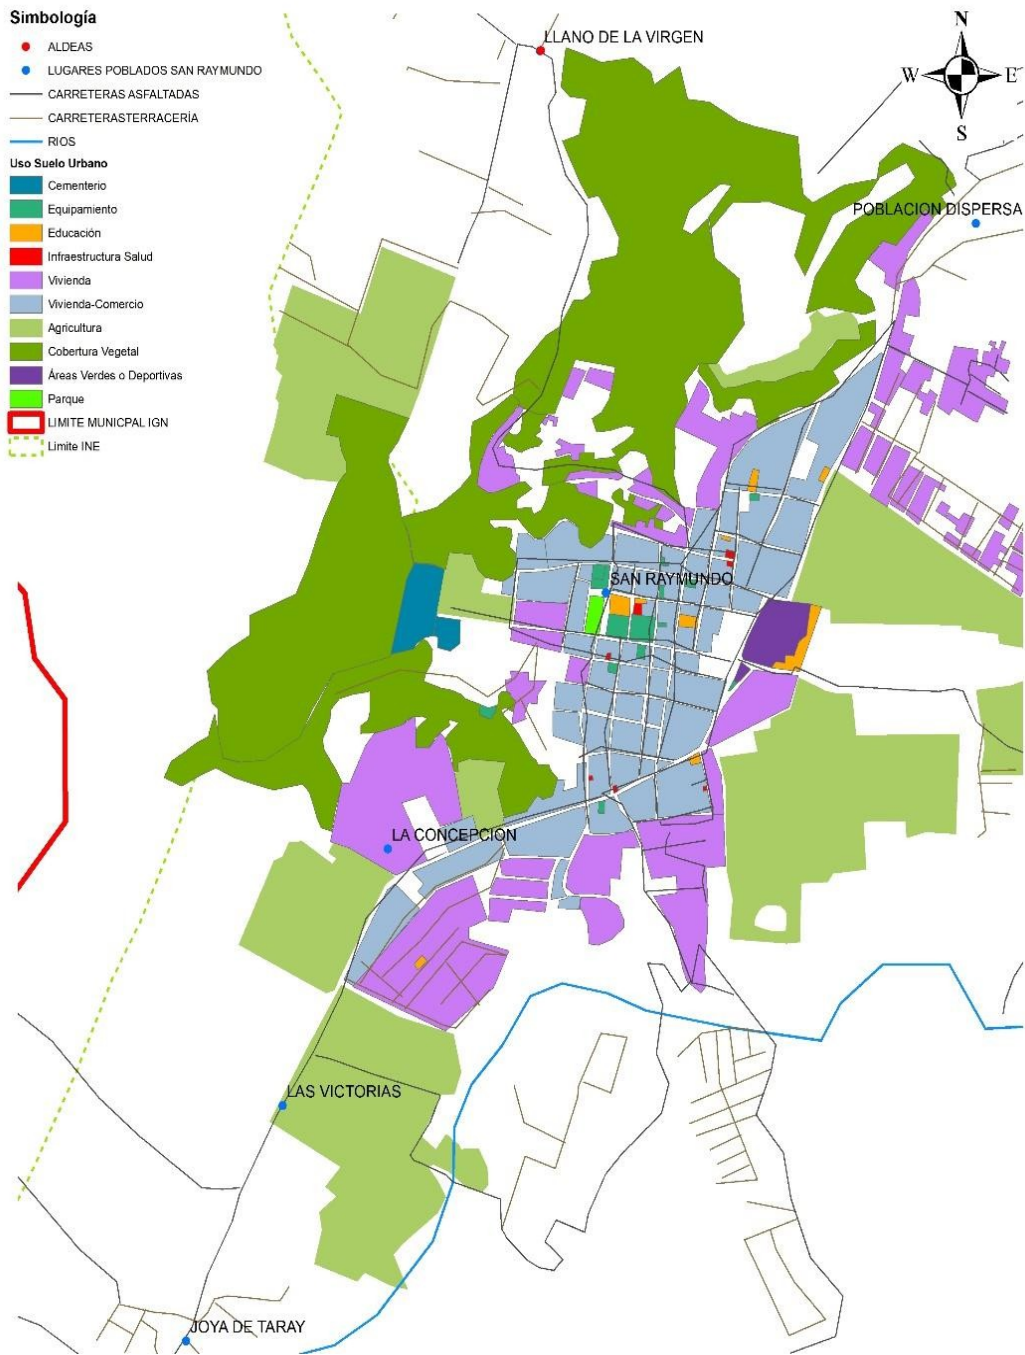 Simbología
ALDEAS
LUGARES POBLADOS SAN RAYMUNDO
CARRETERAS ASFALTADAS
CARRETERASTERRACERÍA
RIOS
Uso Suelo Urbano
Cementerio
Equipamiento
Educación
Infraestructura Salud
Vivienda
Vivienda-Comercio
Agricultura
Cobertura Vegetal
Áreas Verdes o Deportivas
Parque
LIMITE MUNICPAL IGN
Limite INE
N
W
E
S
LLANO DE LA VIRGEN
POBLACION DISPERSA
SAN RAYMUNDO
LA CONCEPCION
LAS VICTORIAS
JOYA DE TARAY